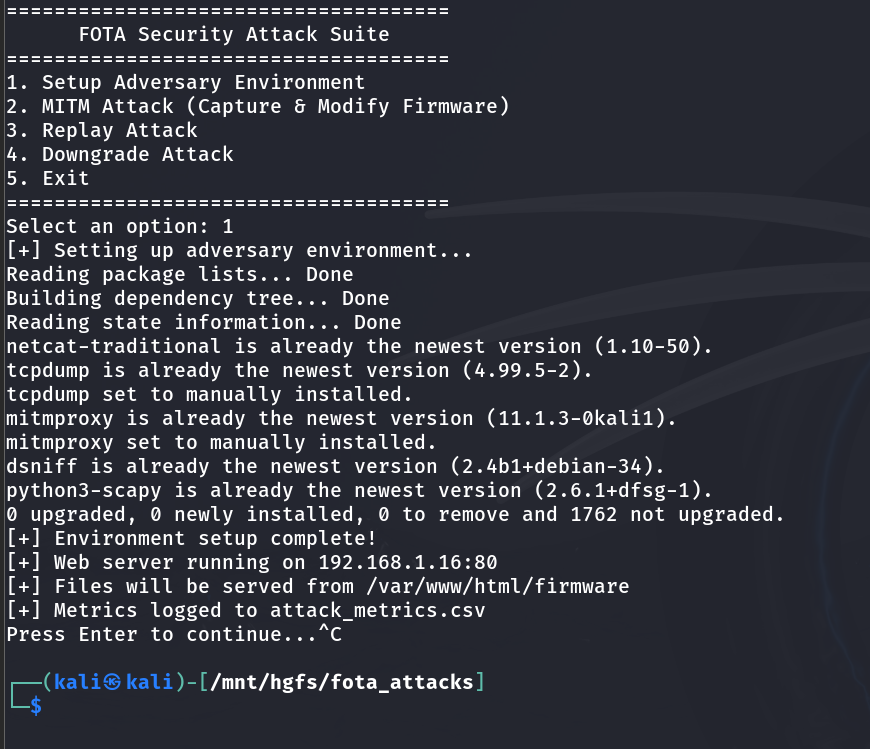 =====================================
FOTA Security Attack Suite
=====================================
1. Setup Adversary Environment
2. MITM Attack (Capture & Modify Firmware)
3. Replay Attack
4. Downgrade Attack
5. Exit
=====================================
Select an option: 1
[+] Setting up adversary environment...
Reading package lists... Done
Building dependency tree... Done
Reading state information... Done
netcat-traditional is already the newest version (1.10-50).
tcpdump is already the newest version (4.99.5-2).
tcpdump set to manually installed.
mitmproxy is already the newest version (11.1.3-0kali1).
mitmproxy set to manually installed.
dsniff is already the newest version (2.4b1+debian-34).
python3-scapy is already the newest version (2.6.1+dfsg-1).
0 upgraded, 0 newly installed, 0 to remove and 1762 not upgraded.
[+] Environment setup complete!
[+] Web server running on 192.168.1.16:80
[+] Files will be served from /var/www/html/firmware
[+] Metrics logged to attack_metrics.csv
Press Enter to continue...^C
┌──(kali㉿kali)-[/mnt/hgfs/fota_attacks]
└─$